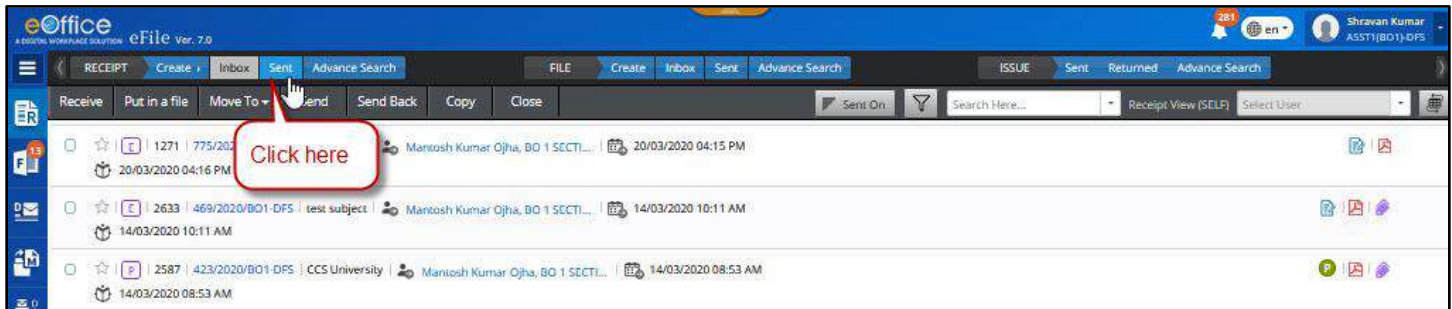 eOffice
A DIGITAL WORKPLACE SOLUTION eFile Ver. 7.0
281 en Shravan Kumar
ASST1(BO1)-DFS
RECEIPT Create Inbox Sent Advance Search FILE Create Inbox Sent Advance Search ISSUE Sent Returned Advance Search
Receive Put in a file Move To Send Send Back Copy Close Sent On Search Here... Receipt View (SELF) Select User
Click here
E 1271 775/202 Mantosh Kumar Ojha, BO 1 SECTI... 20/03/2020 04:15 PM
20/03/2020 04:16 PM
13
E 2633 469/2020/BO1-DFS test subject Mantosh Kumar Ojha, BO 1 SECTI... 14/03/2020 10:11 AM
14/03/2020 10:11 AM
P 2587 423/2020/BO1-DFS CCS University Mantosh Kumar Ojha, BO 1 SECTI... 14/03/2020 08:53 AM P
14/03/2020 08:53 AM
0